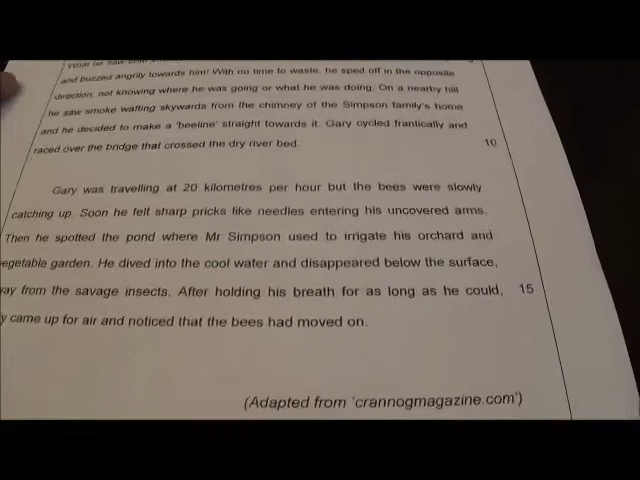 What he saw
and buzzed angrily towards him! With no time to waste, he sped off in the opposite
direction, not knowing where he was going or what he was doing. On a nearby hill
he saw smoke wafting skywards from the chimney of the Simpson family's home
and he decided to make a 'beeline' straight towards it. Gary cycled frantically and
raced over the bridge that crossed the dry river bed. 10
Gary was travelling at 20 kilometres per hour but the bees were slowly
catching up. Soon he felt sharp pricks like needles entering his uncovered arms.
Then he spotted the pond where Mr Simpson used to irrigate his orchard and
egetable garden. He dived into the cool water and disappeared below the surface,
way from the savage insects. After holding his breath for as long as he could, 15
y came up for air and noticed that the bees had moved on.
(Adapted from 'crannogmagazine.com')